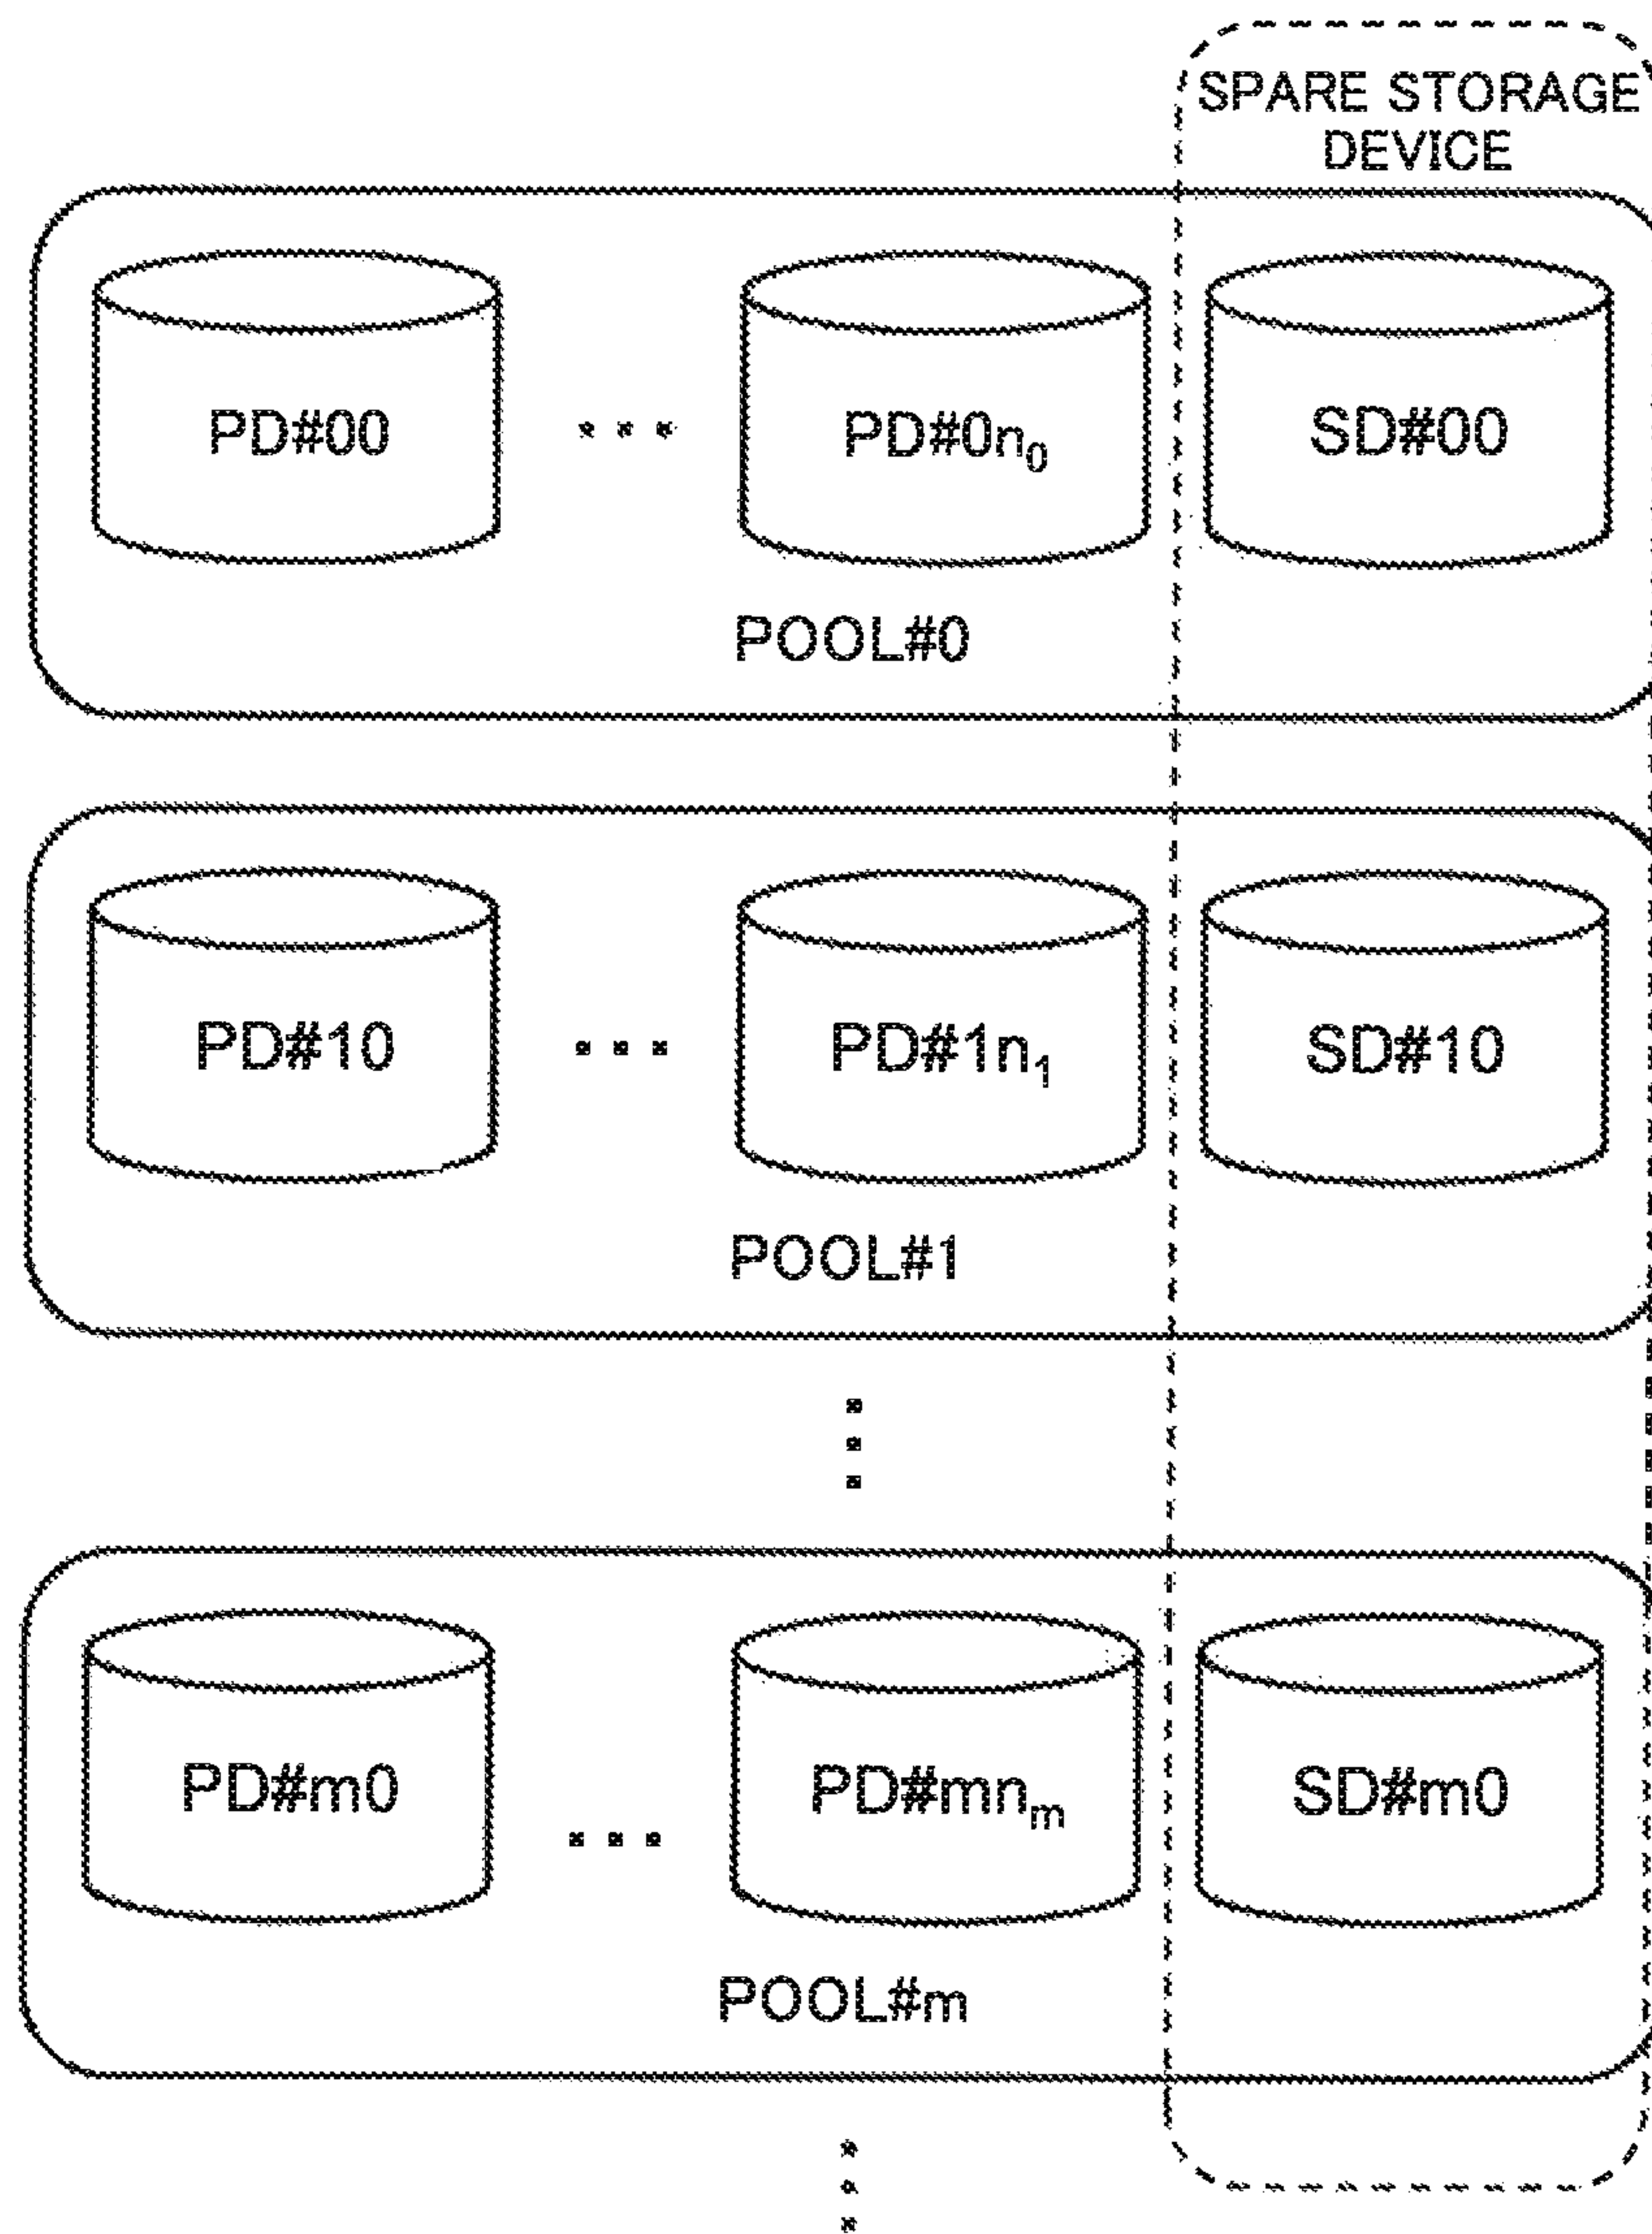 SPARE STORAGE
DEVICE
PD#00 ... PD#0n₀ SD#00
POOL#0
PD#10 ... PD#1n₁ SD#10
POOL#1
⋮
PD#m0 ... PD#mnₘ SD#m0
POOL#m
⋮